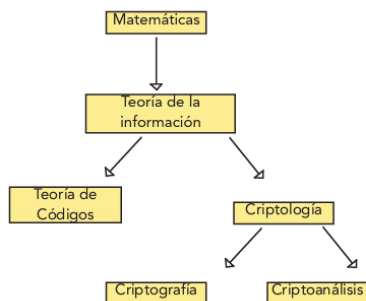 Matemáticas
Teoría de la
información
Teoría de
Códigos
Criptología
Criptografía
Criptoanálisis